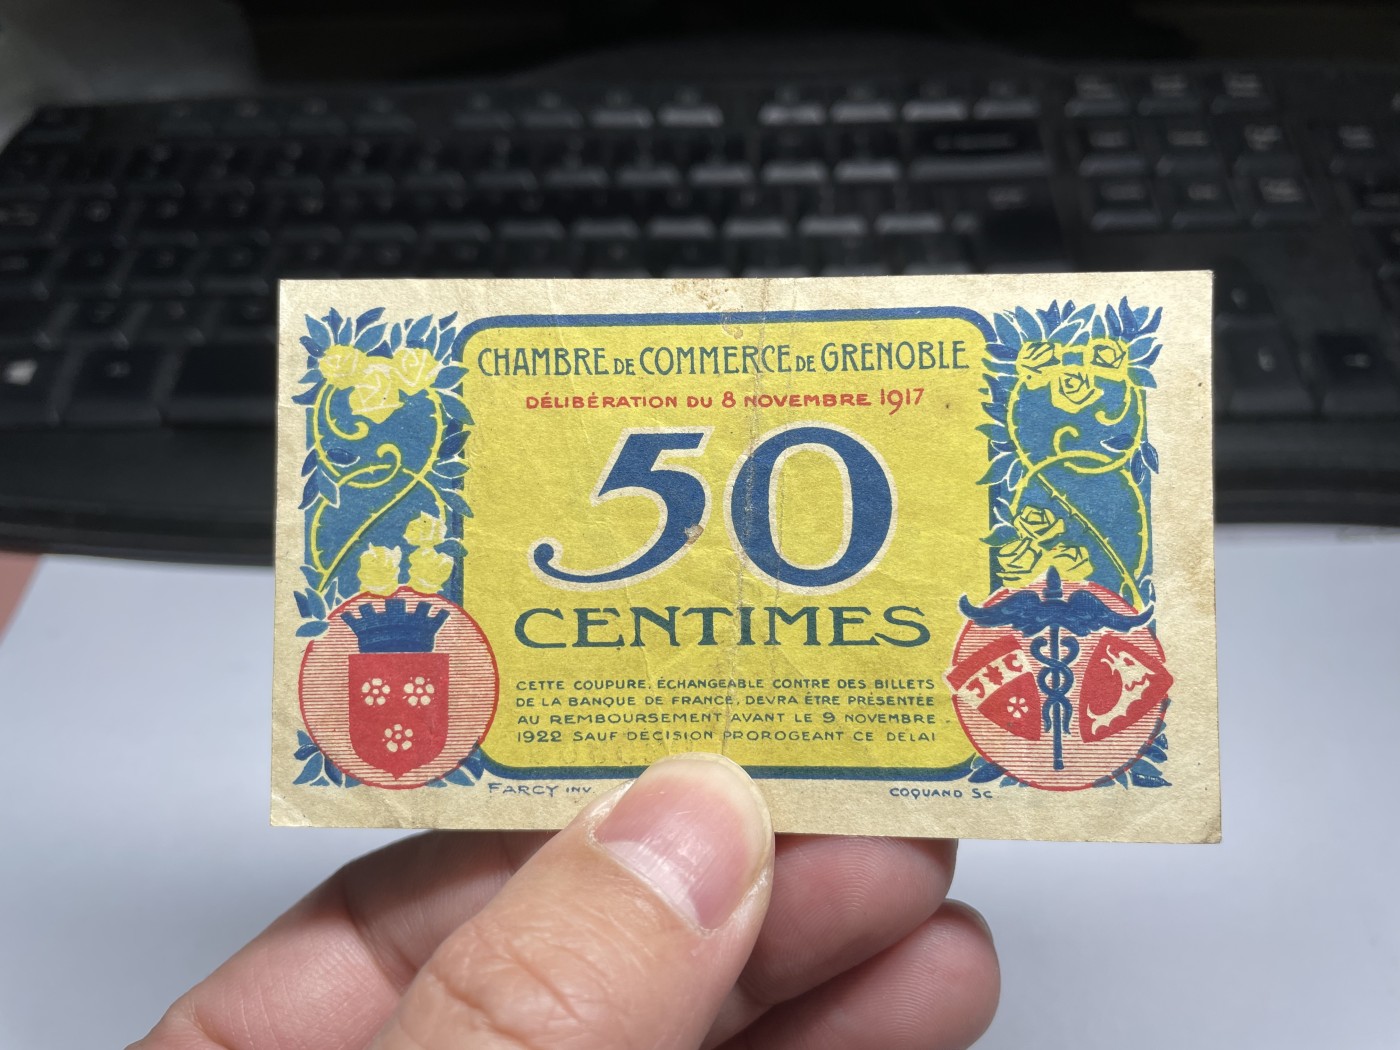 CHAMBRE DE COMMERCE DE GRENOBLE
DÉLIBÉRATION DU 8 NOVEMBRE 1917
50
CENTIMES
CETTE COUPURE, ÉCHANGEABLE CONTRE DES BILLETS
DE LA BANQUE DE FRANCE, DEVRA ÊTRE PRÉSENTÉE
AU REMBOURSEMENT AVANT LE 9 NOVEMBRE
1922 SAUF DÉCISION PROROGEANT CE DELAI
FARCY INV.
COQUAND SC